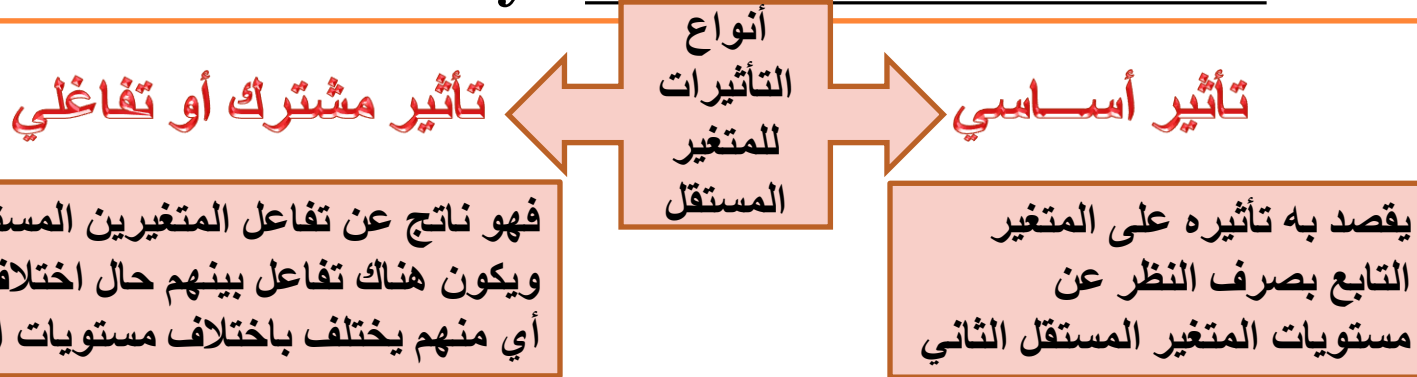 أنواع
التأثيرات
للمتغير
المستقل
تأثير أساسي
يقصد به تأثيره على المتغير
التابع بصرف النظر عن
مستويات المتغير المستقل الثاني
تأثير مشترك أو تفاعلي
فهو ناتج عن تفاعل المتغيرين
ويكون هناك تفاعل بينهم حال
أي منهم يختلف باختلاف مستويات